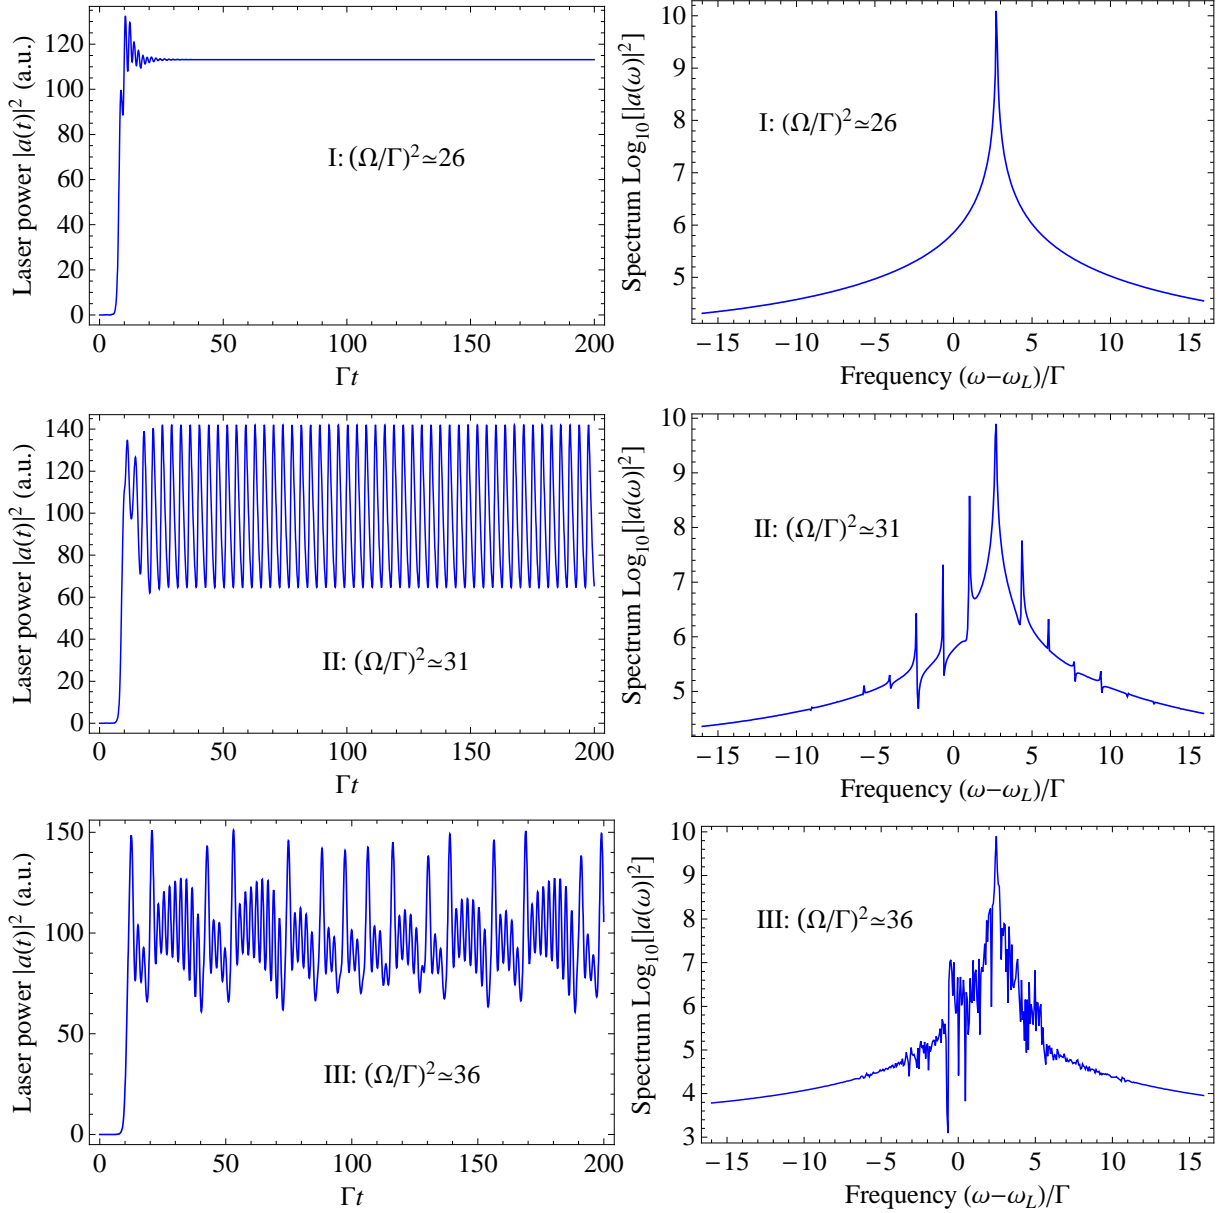 Laser power |a(t)|² (a.u.)
120
100
80
60
40
20
0
I: (Ω/Γ)²≃26
0 50 100 150 200
Γt
Spectrum Log₁₀[|a(ω)|²]
10
9
8
7
6
5
I: (Ω/Γ)²≃26
−15 −10 −5 0 5 10 15
Frequency (ω−ω_L)/Γ
Laser power |a(t)|² (a.u.)
140
120
100
80
60
40
20
0
II: (Ω/Γ)²≃31
0 50 100 150 200
Γt
Spectrum Log₁₀[|a(ω)|²]
10
9
8
7
6
5
II: (Ω/Γ)²≃31
−15 −10 −5 0 5 10 15
Frequency (ω−ω_L)/Γ
Laser power |a(t)|² (a.u.)
150
100
50
0
III: (Ω/Γ)²≃36
0 50 100 150 200
Γt
Spectrum Log₁₀[|a(ω)|²]
10
9
8
7
6
5
4
3
III: (Ω/Γ)²≃36
−15 −10 −5 0 5 10 15
Frequency (ω−ω_L)/Γ